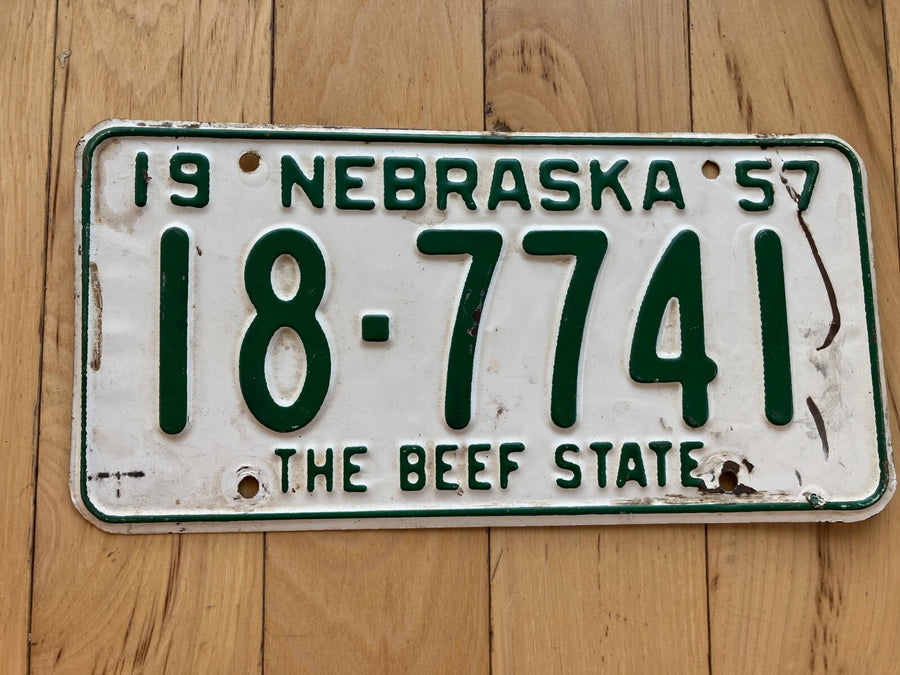 19 NEBRASKA 57
18-7741
THE BEEF STATE